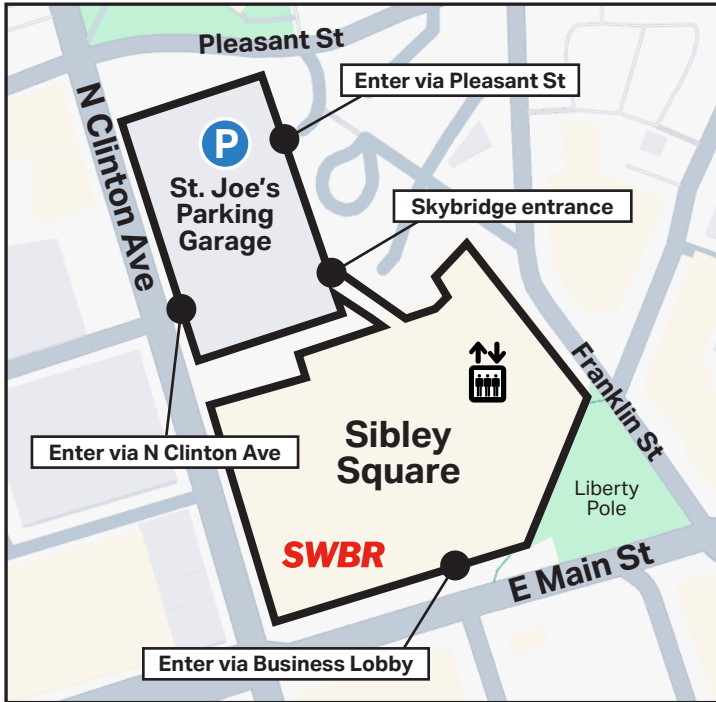 Pleasant St
Enter via Pleasant St
N Clinton Ave
P
St. Joe's
Parking
Garage
Skybridge entrance
Franklin St
Enter via N Clinton Ave
Sibley
Square
Liberty
Pole
SWBR
E Main St
Enter via Business Lobby